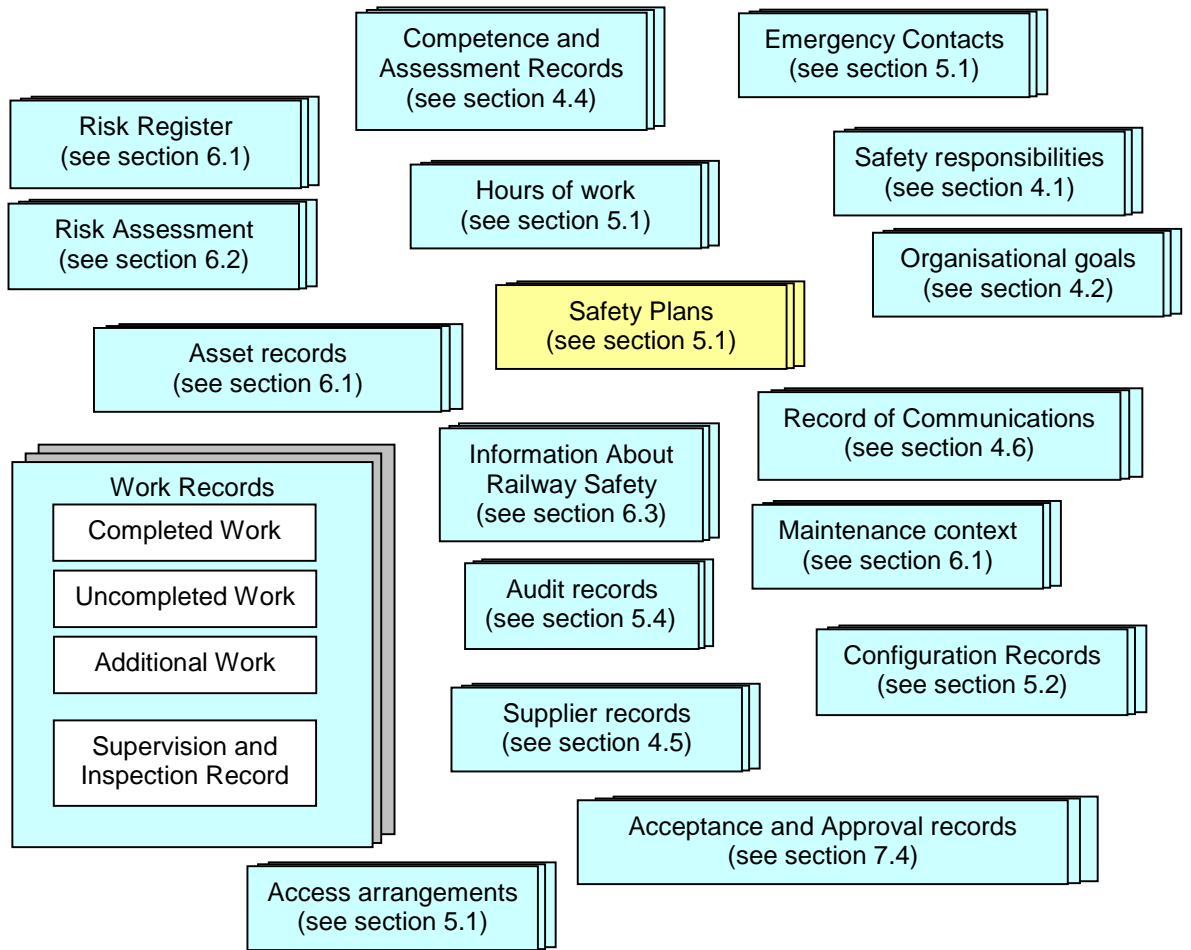 Competence and
Assessment Records
(see section 4.4)
Emergency Contacts
(see section 5.1)
Risk Register
(see section 6.1)
Safety responsibilities
(see section 4.1)
Hours of work
(see section 5.1)
Risk Assessment
(see section 6.2)
Organisational goals
(see section 4.2)
Safety Plans
(see section 5.1)
Asset records
(see section 6.1)
Record of Communications
(see section 4.6)
Information About
Railway Safety
(see section 6.3)
Work Records
Completed Work
Uncompleted Work
Additional Work
Supervision and
Inspection Record
Maintenance context
(see section 6.1)
Audit records
(see section 5.4)
Configuration Records
(see section 5.2)
Supplier records
(see section 4.5)
Acceptance and Approval records
(see section 7.4)
Access arrangements
(see section 5.1)